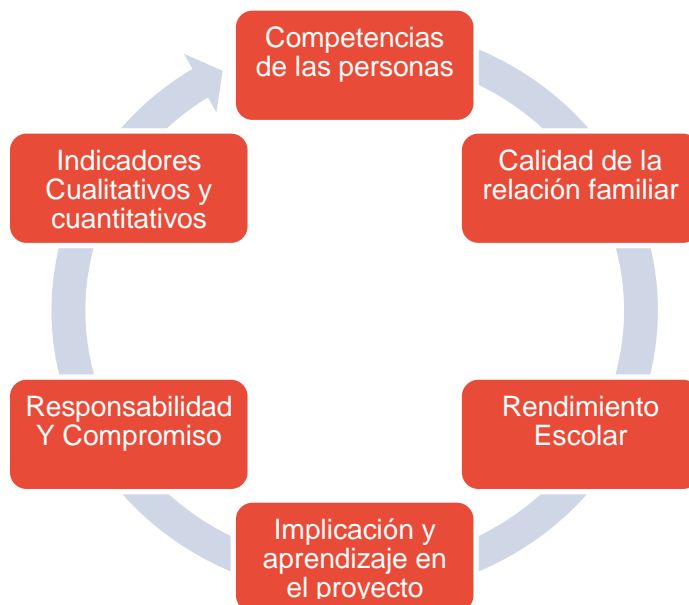 Competencias
de las personas
Calidad de la
relación familiar
Rendimiento
Escolar
Implicación y
aprendizaje en
el proyecto
Responsabilidad
Y Compromiso
Indicadores
Cualitativos y
cuantitativos